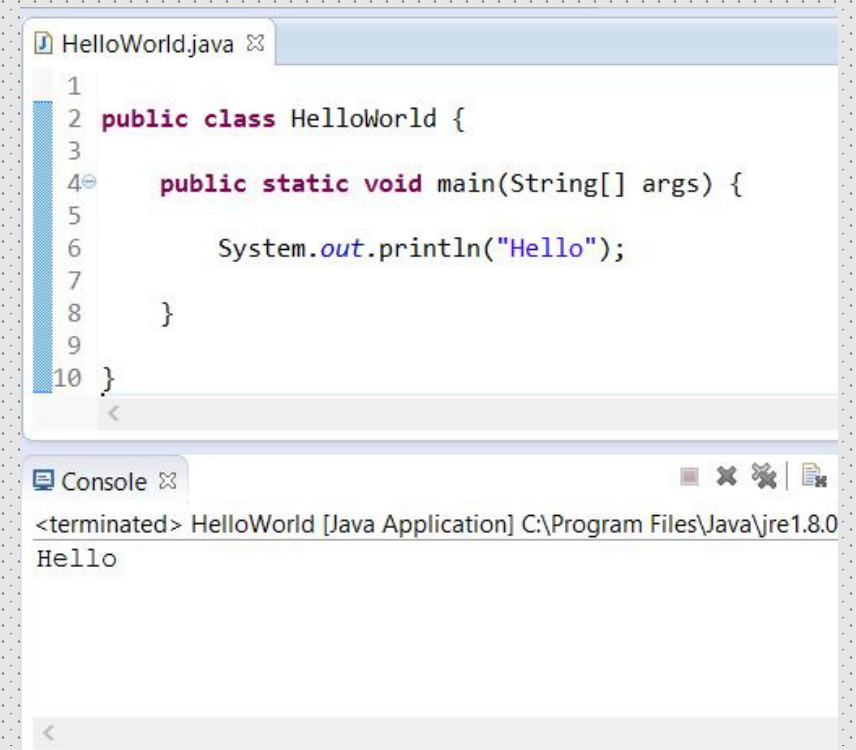 HelloWorld.java
1
2 public class HelloWorld {
3
4 public static void main(String[] args) {
5
6 System.out.println("Hello");
7
8 }
9
10 }
Console
<terminated> HelloWorld [Java Application] C:\Program Files\Java\jre1.8.0
Hello